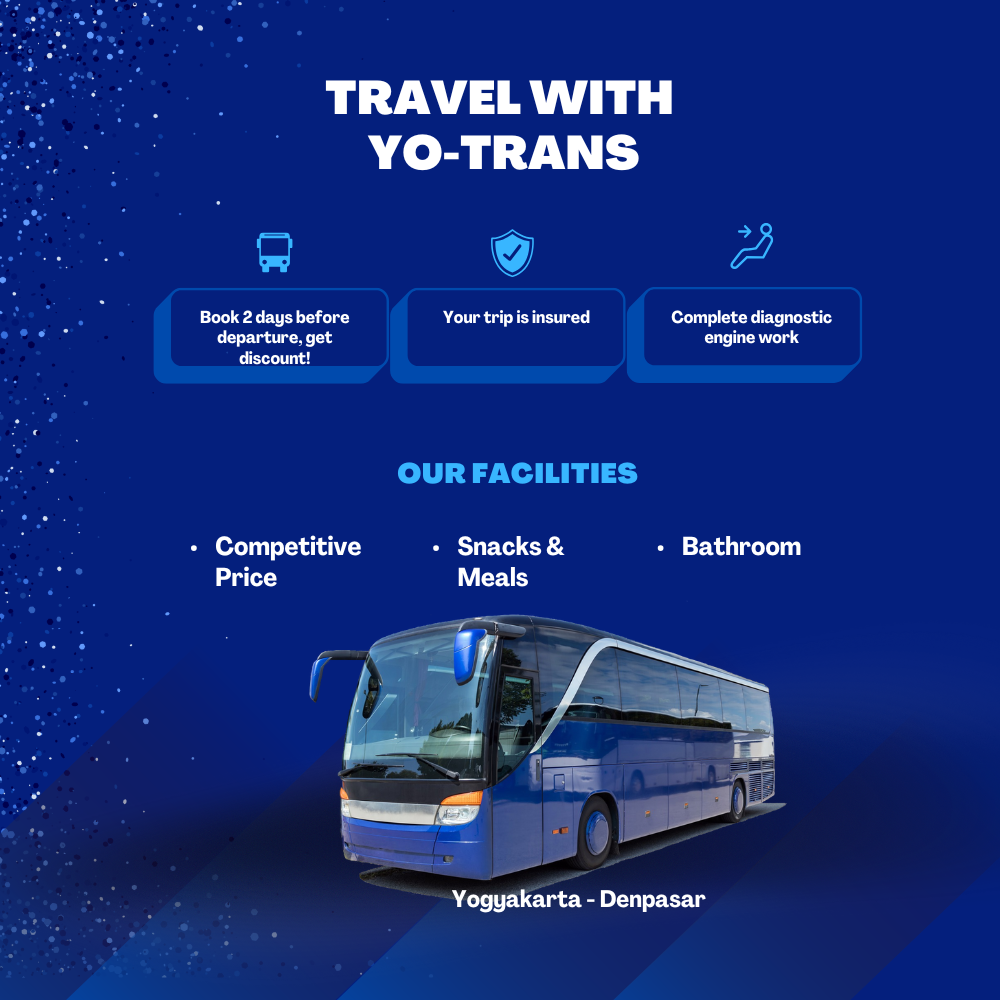 TRAVEL WITH
YO-TRANS
Book 2 days before
departure, get
discount!
Your trip is insured
Complete diagnostic
engine work
OUR FACILITIES
• Competitive
Price
• Snacks &
Meals
• Bathroom
Yogyakarta - Denpasar